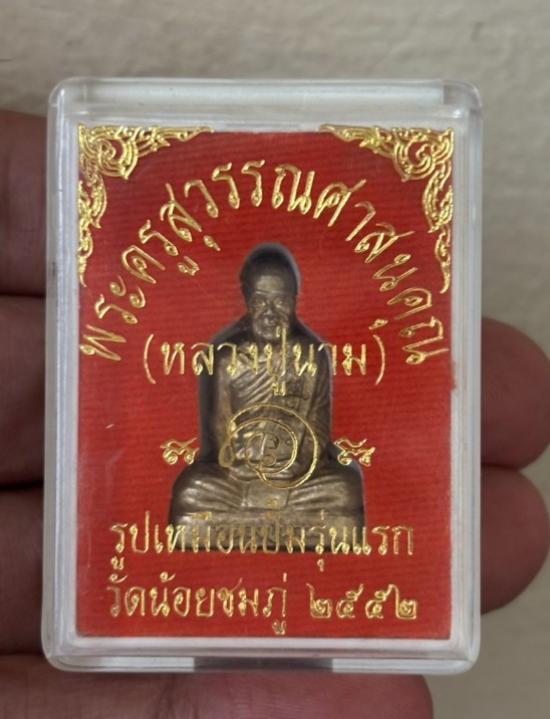 พระครูสุวรรณศาสนคุณ
(หลวงปู่นาม)
รูปเหมือนปั๊มรุ่นแรก
วัดน้อยชมภู่ ๒๕๕๒